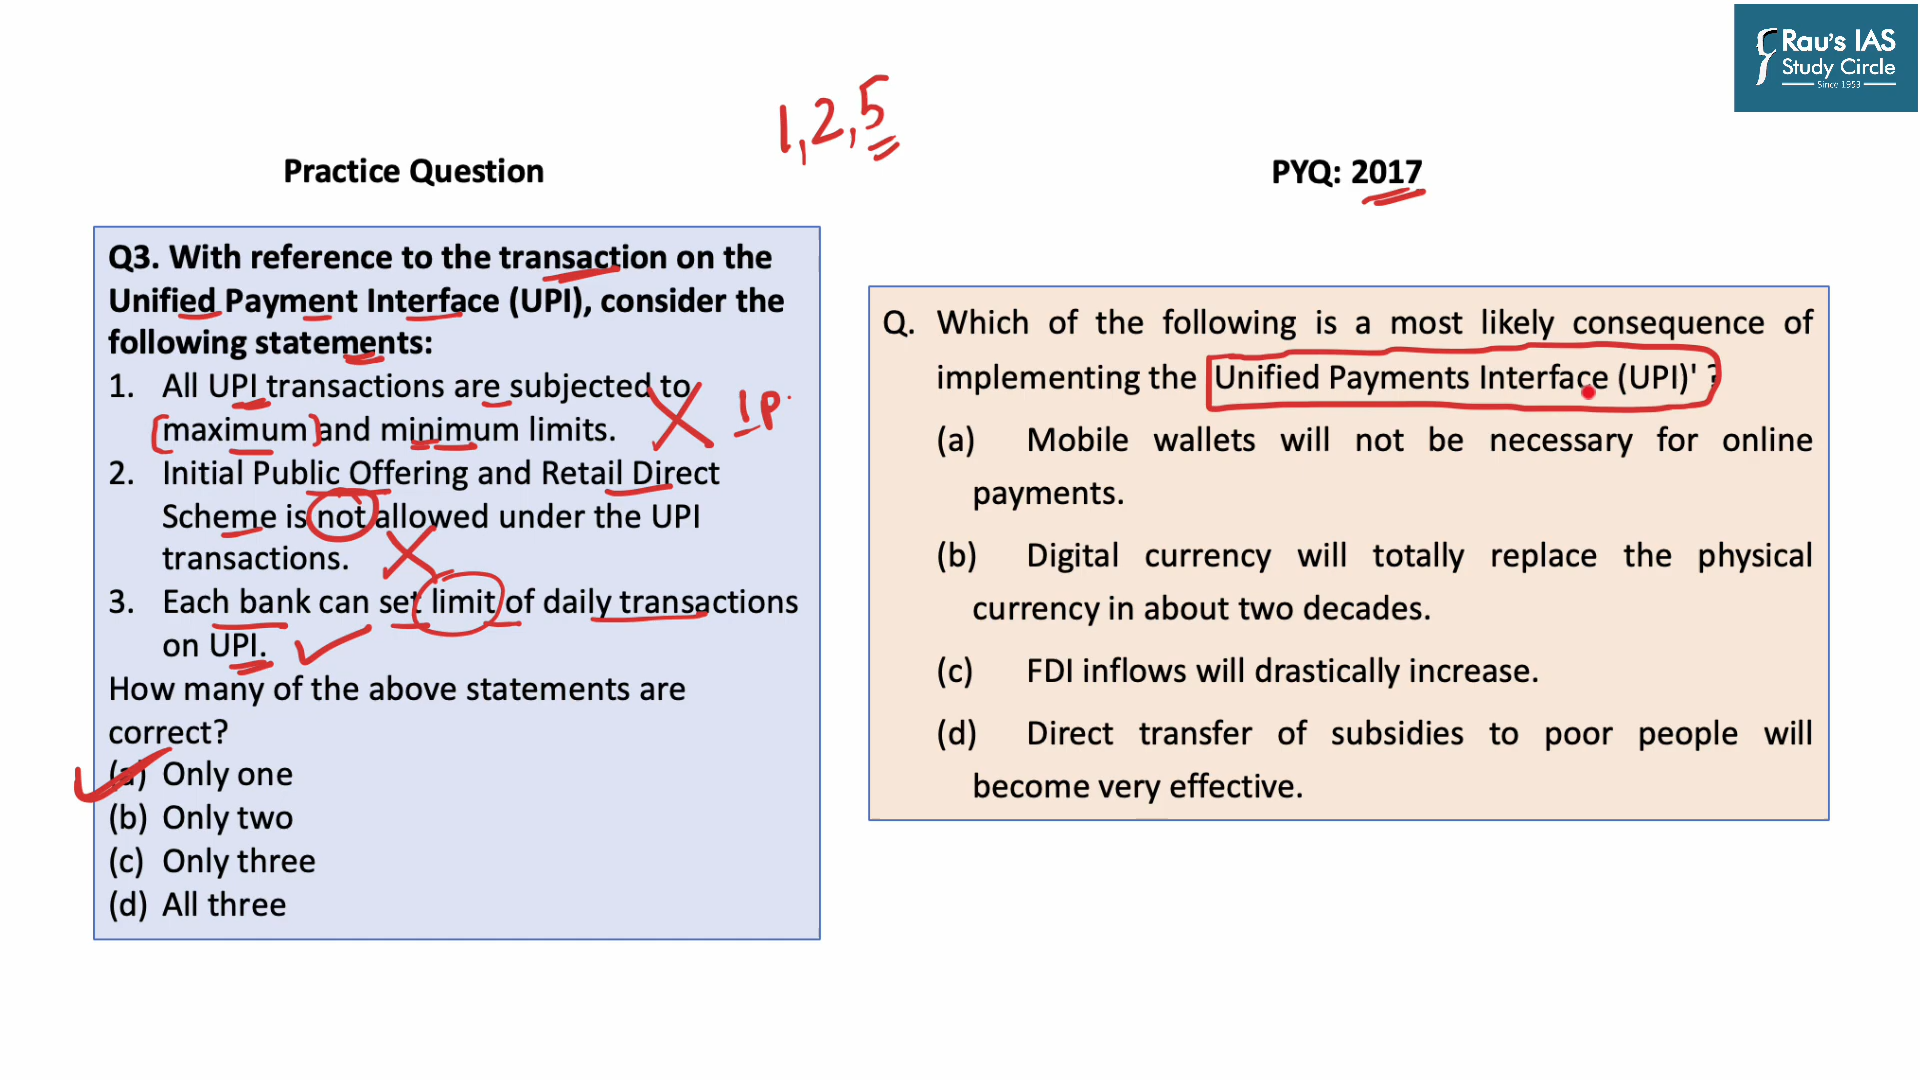 Rau's IAS
Study Circle
Since 1953
1,2,5
Practice Question
PYQ: 2017
Q3. With reference to the transaction on the
Unified Payment Interface (UPI), consider the
following statements:
1. All UPI transactions are subjected to
maximum and minimum limits.
1P.
2. Initial Public Offering and Retail Direct
Scheme is not allowed under the UPI
transactions.
3. Each bank can set limit of daily transactions
on UPI.
How many of the above statements are
correct?
(a) Only one
(b) Only two
(c) Only three
(d) All three
Q. Which of the following is a most likely consequence of
implementing the Unified Payments Interface (UPI)' ?
(a) Mobile wallets will not be necessary for online
payments.
(b) Digital currency will totally replace the physical
currency in about two decades.
(c) FDI inflows will drastically increase.
(d) Direct transfer of subsidies to poor people will
become very effective.